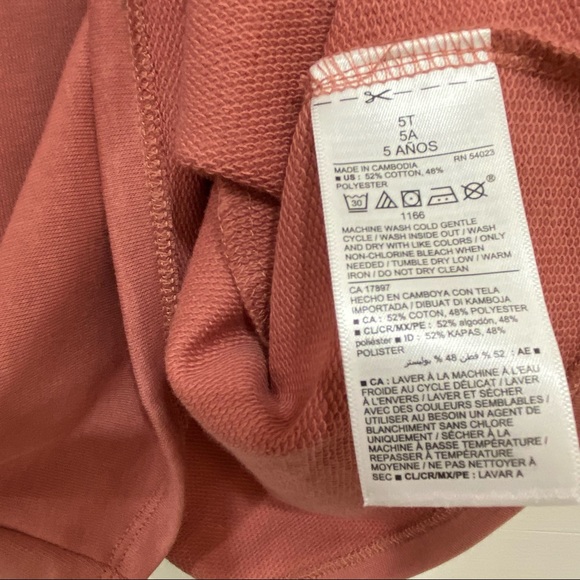 5T
5A
5 AÑOS
MADE IN CAMBODIA RN 54023
■ US : 52% COTTON, 48%
POLYESTER
30
1166
MACHINE WASH COLD GENTLE
CYCLE / WASH INSIDE OUT / WASH
AND DRY WITH LIKE COLORS / ONLY
NON-CHLORINE BLEACH WHEN
NEEDED / TUMBLE DRY LOW / WARM
IRON / DO NOT DRY CLEAN
CA 17897
HECHO EN CAMBOYA CON TELA
IMPORTADA / DIBUAT DI KAMBOJA
■ CA : 52% COTON, 48% POLYESTER
■ CL/CR/MX/PE : 52% algodón, 48%
poliéster ■ ID : 52% KAPAS, 48%
POLISTER
■ AE : 52% قطن, 48% بوليستر
■ CA : LAVER À LA MACHINE À L'EAU
FROIDE AU CYCLE DÉLICAT / LAVER
À L'ENVERS / LAVER ET SÉCHER
AVEC DES COULEURS SEMBLABLES /
UTILISER AU BESOIN UN AGENT DE
BLANCHIMENT SANS CHLORE
UNIQUEMENT / SÉCHER À LA
MACHINE À BASSE TEMPÉRATURE /
REPASSER À TEMPÉRATURE
MOYENNE / NE PAS NETTOYER À
SEC ■ CL/CR/MX/PE : LAVAR A